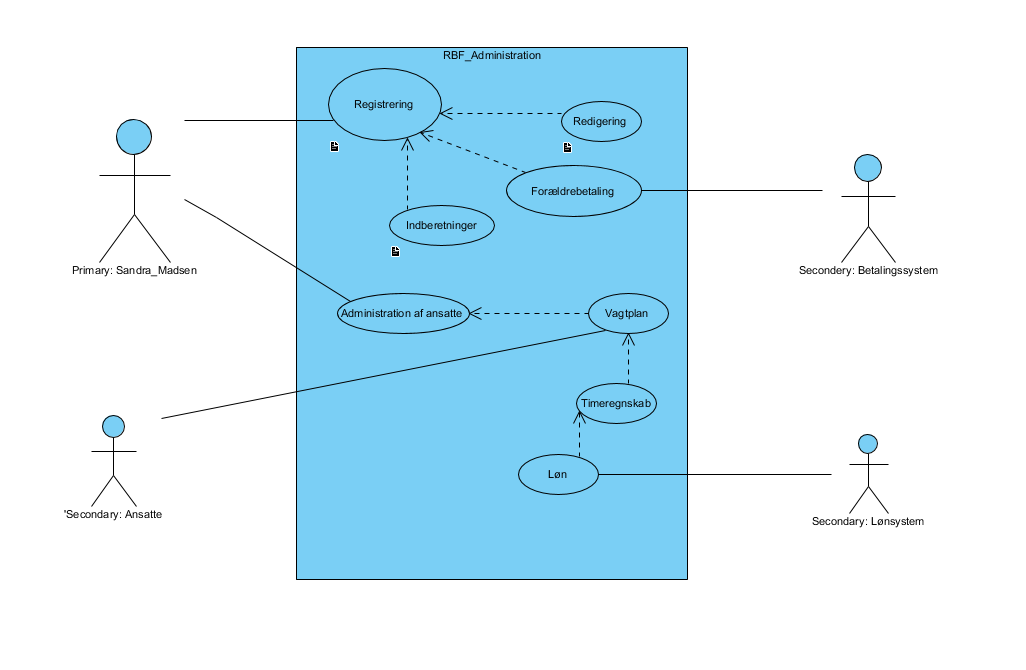 RBF_Administration
Registrering
Redigering
Forældrebetaling
Indberetninger
Primary: Sandra_Madsen
Secondery: Betalingssystem
Administration af ansatte
Vagtplan
Timeregnskab
Løn
'Secondary: Ansatte
Secondary: Lønsystem